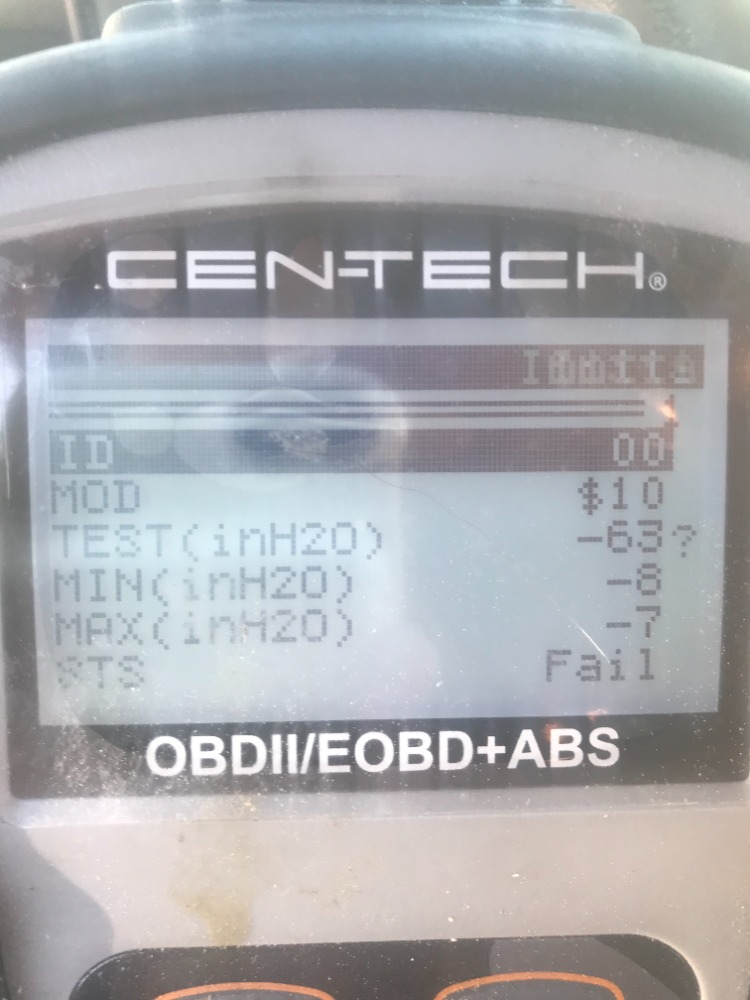 CEN-TECH®
ID 00
MOD $10
TEST(inH2O) -63?
MIN(inH2O) -8
MAX(inH2O) -7
STS Fail
OBDII/EOBD+ABS